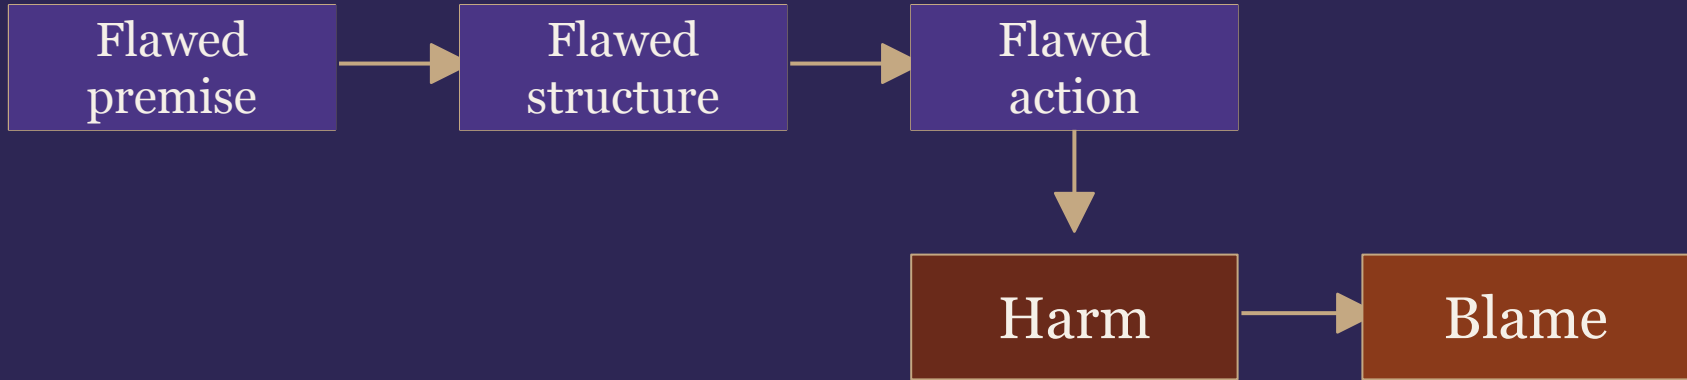 Flawed
premise
Flawed
structure
Flawed
action
Harm
Blame